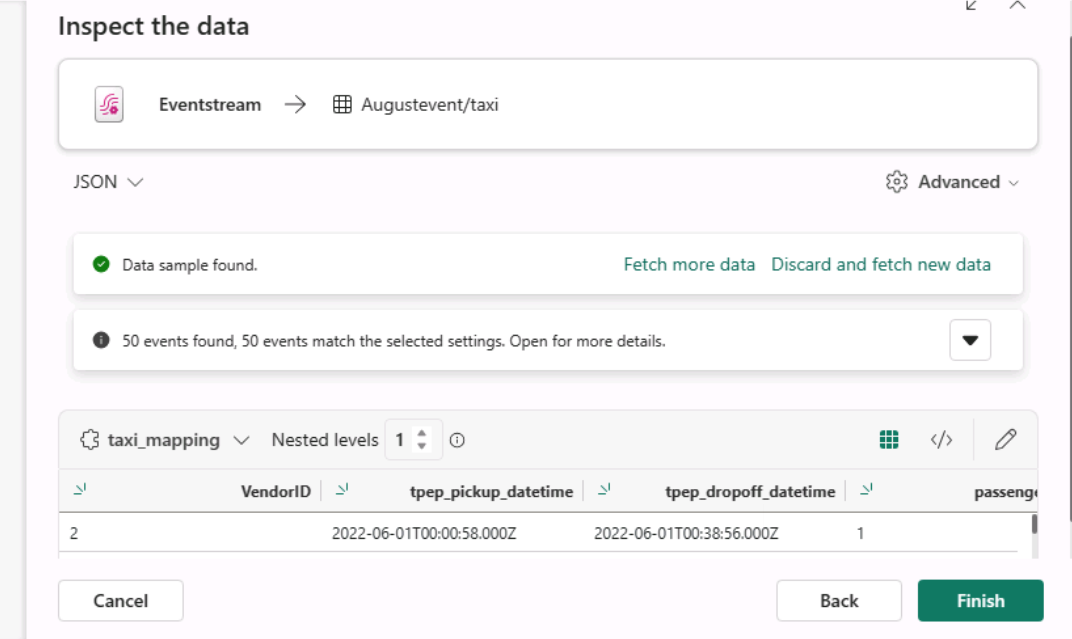 Inspect the data
Eventstream → Augustevent/taxi
JSON Advanced
Data sample found. Fetch more data Discard and fetch new data
50 events found, 50 events match the selected settings. Open for more details.
taxi_mapping Nested levels 1 </>
VendorID tpep_pickup_datetime tpep_dropoff_datetime passenge
2 2022-06-01T00:00:58.000Z 2022-06-01T00:38:56.000Z 1
Cancel Back Finish